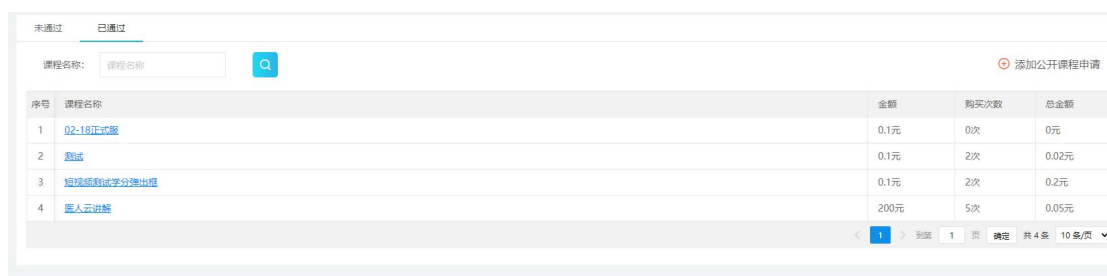 未通过 已通过
课程名称： 课程名称 添加公开课程申请
序号 课程名称 金额 购买次数 总金额
1 02-18正式服 0.1元 0次 0元
2 测试 0.1元 2次 0.02元
3 短视频测试学分弹出框 0.1元 2次 0.2元
4 医人云讲解 200元 5次 0.05元
1 到第 1 页 确定 共 4 条 10 条/页